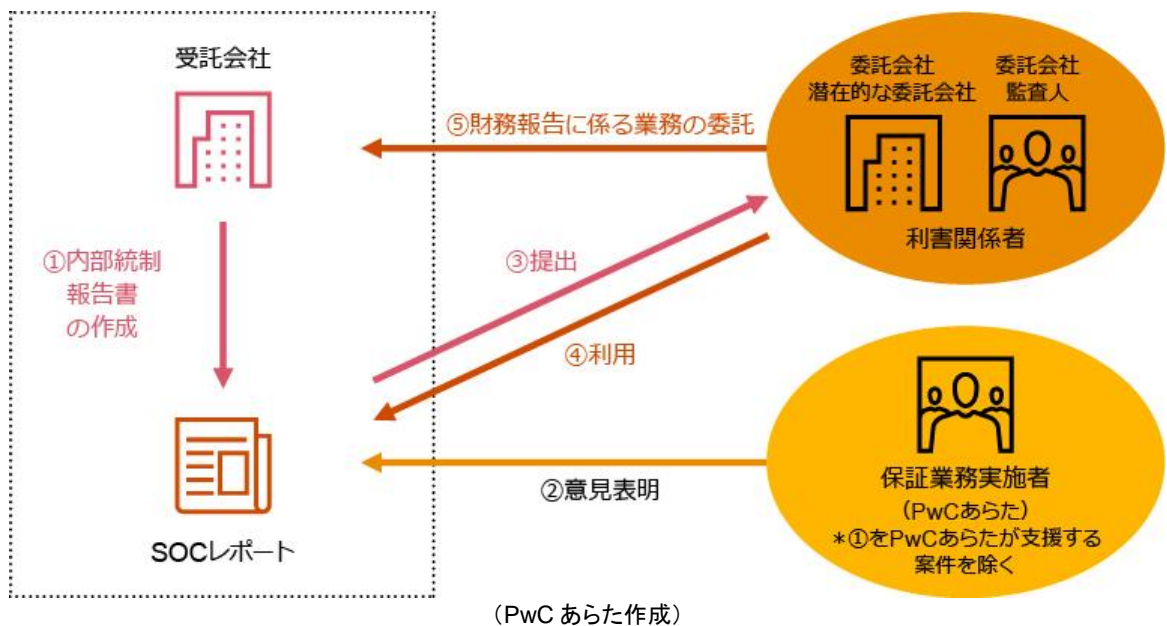 受託会社
①内部統制
報告書
の作成
SOCレポート
⑤財務報告に係る業務の委託
③提出
④利用
②意見表明
委託会社
潜在的な委託会社
委託会社
監査人
利害関係者
保証業務実施者
（PwCあらた）
＊①をPwCあらたが支援する
案件を除く
（PwC あらた作成）